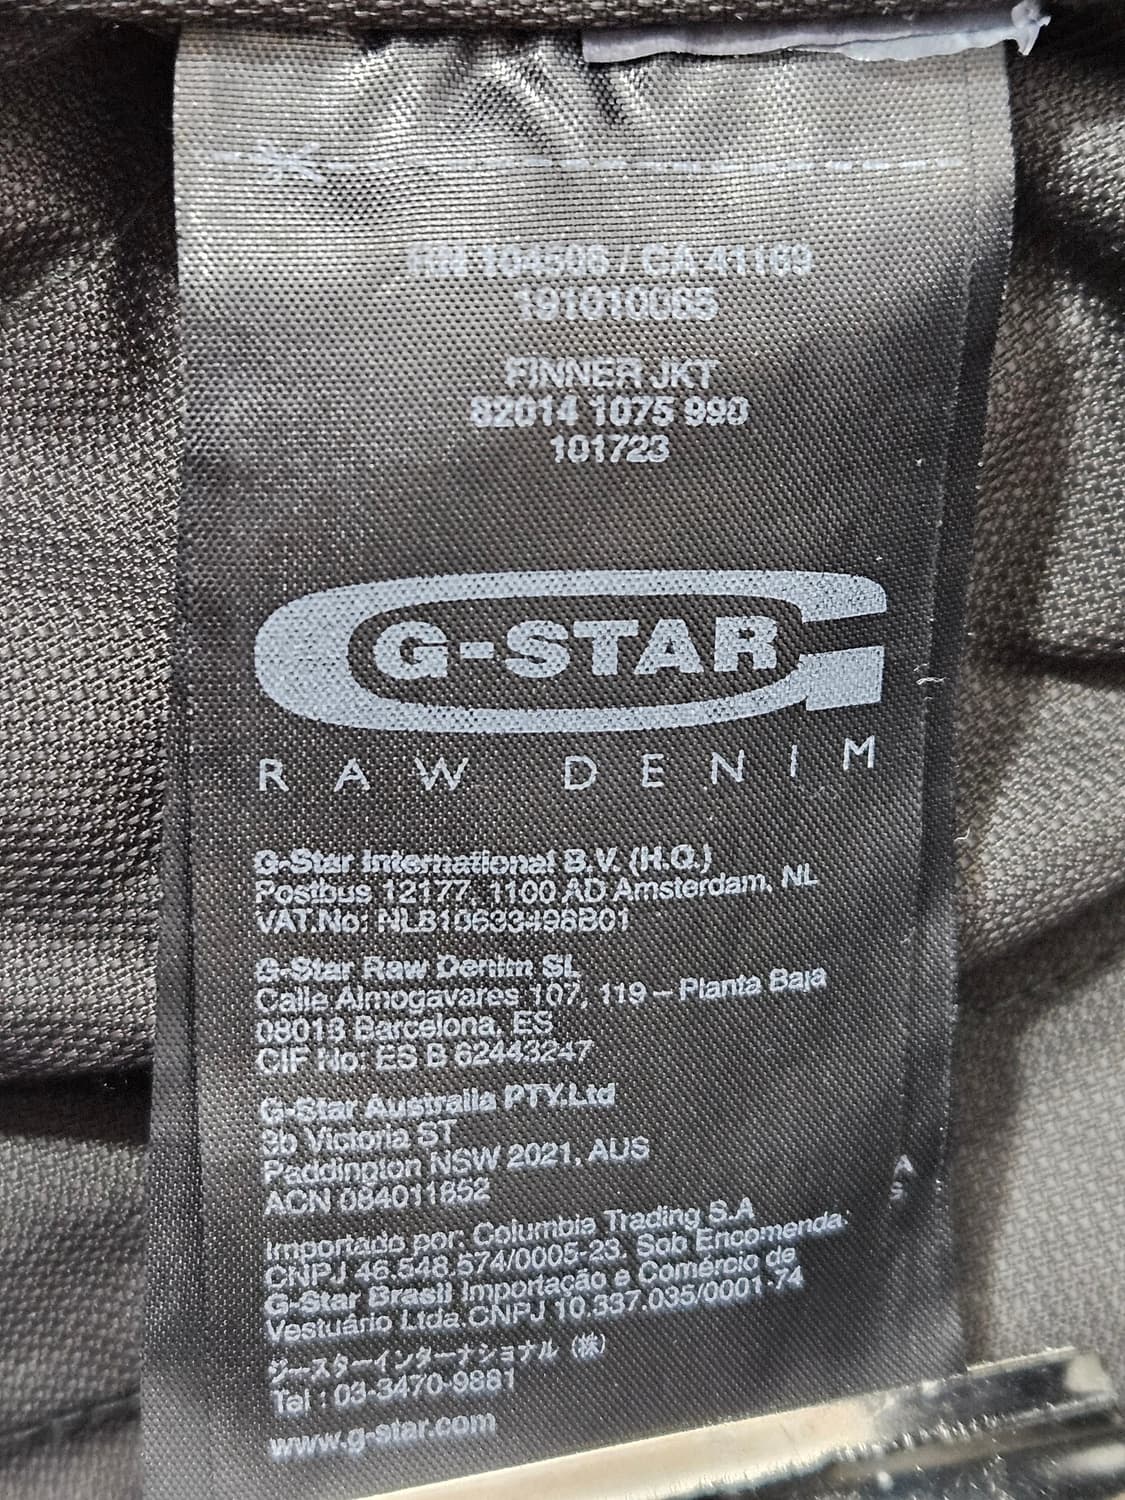 RN 104506 / CA 41169
191010065
FINNER JKT
82014 1075 990
101723
G-STAR
RAW DENIM
G-Star International B.V. (H.Q.)
Postbus 12177, 1100 AD Amsterdam, NL
VAT.No: NL810633498B01
G-Star Raw Denim SL
Calle Almogavares 107, 119 – Planta Baja
08013 Barcelona, ES
CIF No: ES B 62443247
G-Star Australia PTY.Ltd
9b Victoria ST
Paddington NSW 2021, AUS
ACN 084011652
Importado por: Columbia Trading S.A
CNPJ 46.548.574/0005-23. Sob Encomenda
G-Star Brasil Importação e Comércio de
Vestuário Ltda,CNPJ 10.337.035/0001-74
ジースターインターナショナル (株)
Tel : 03-3470-9881
www.g-star.com
A